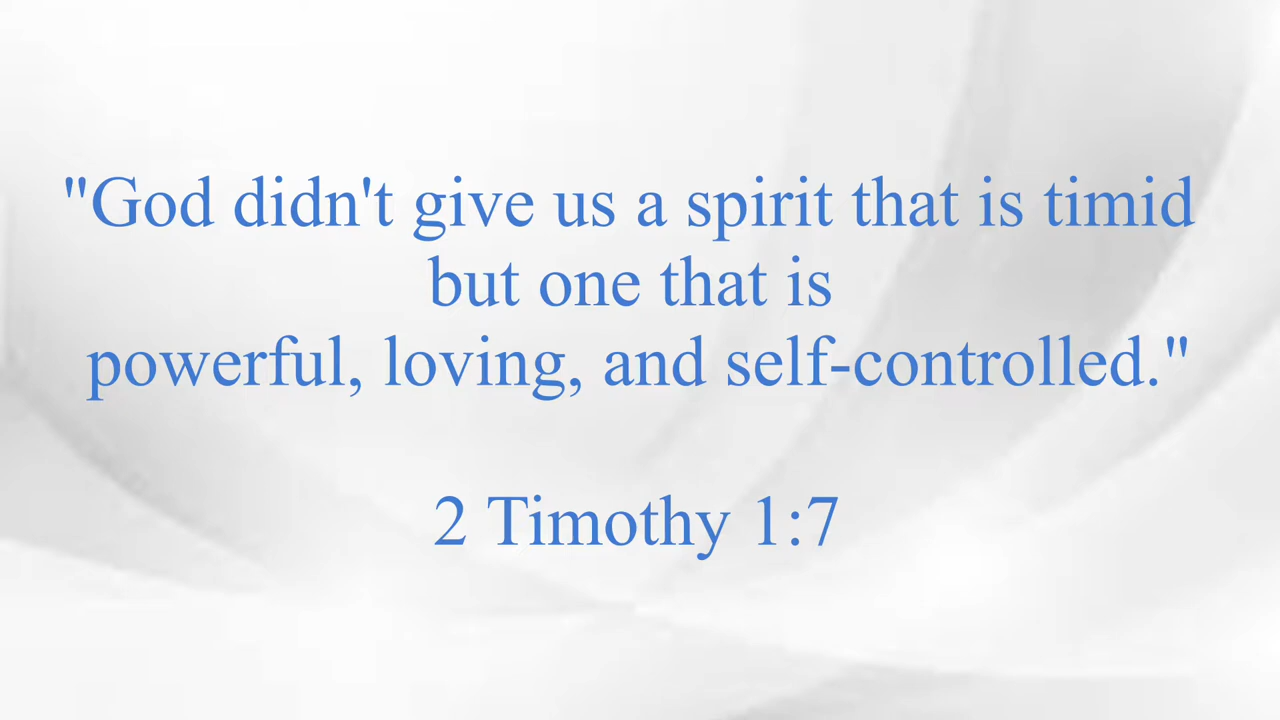 "God didn't give us a spirit that is timid
but one that is
powerful, loving, and self-controlled."
2 Timothy 1:7